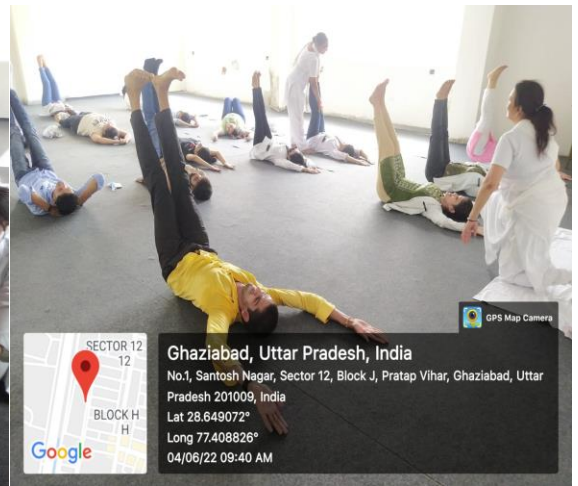 GPS Map Camera
SECTOR 12
12
BLOCK H
H
Google
Ghaziabad, Uttar Pradesh, India
No.1, Santosh Nagar, Sector 12, Block J, Pratap Vihar, Ghaziabad, Uttar
Pradesh 201009, India
Lat 28.649072°
Long 77.408826°
04/06/22 09:40 AM